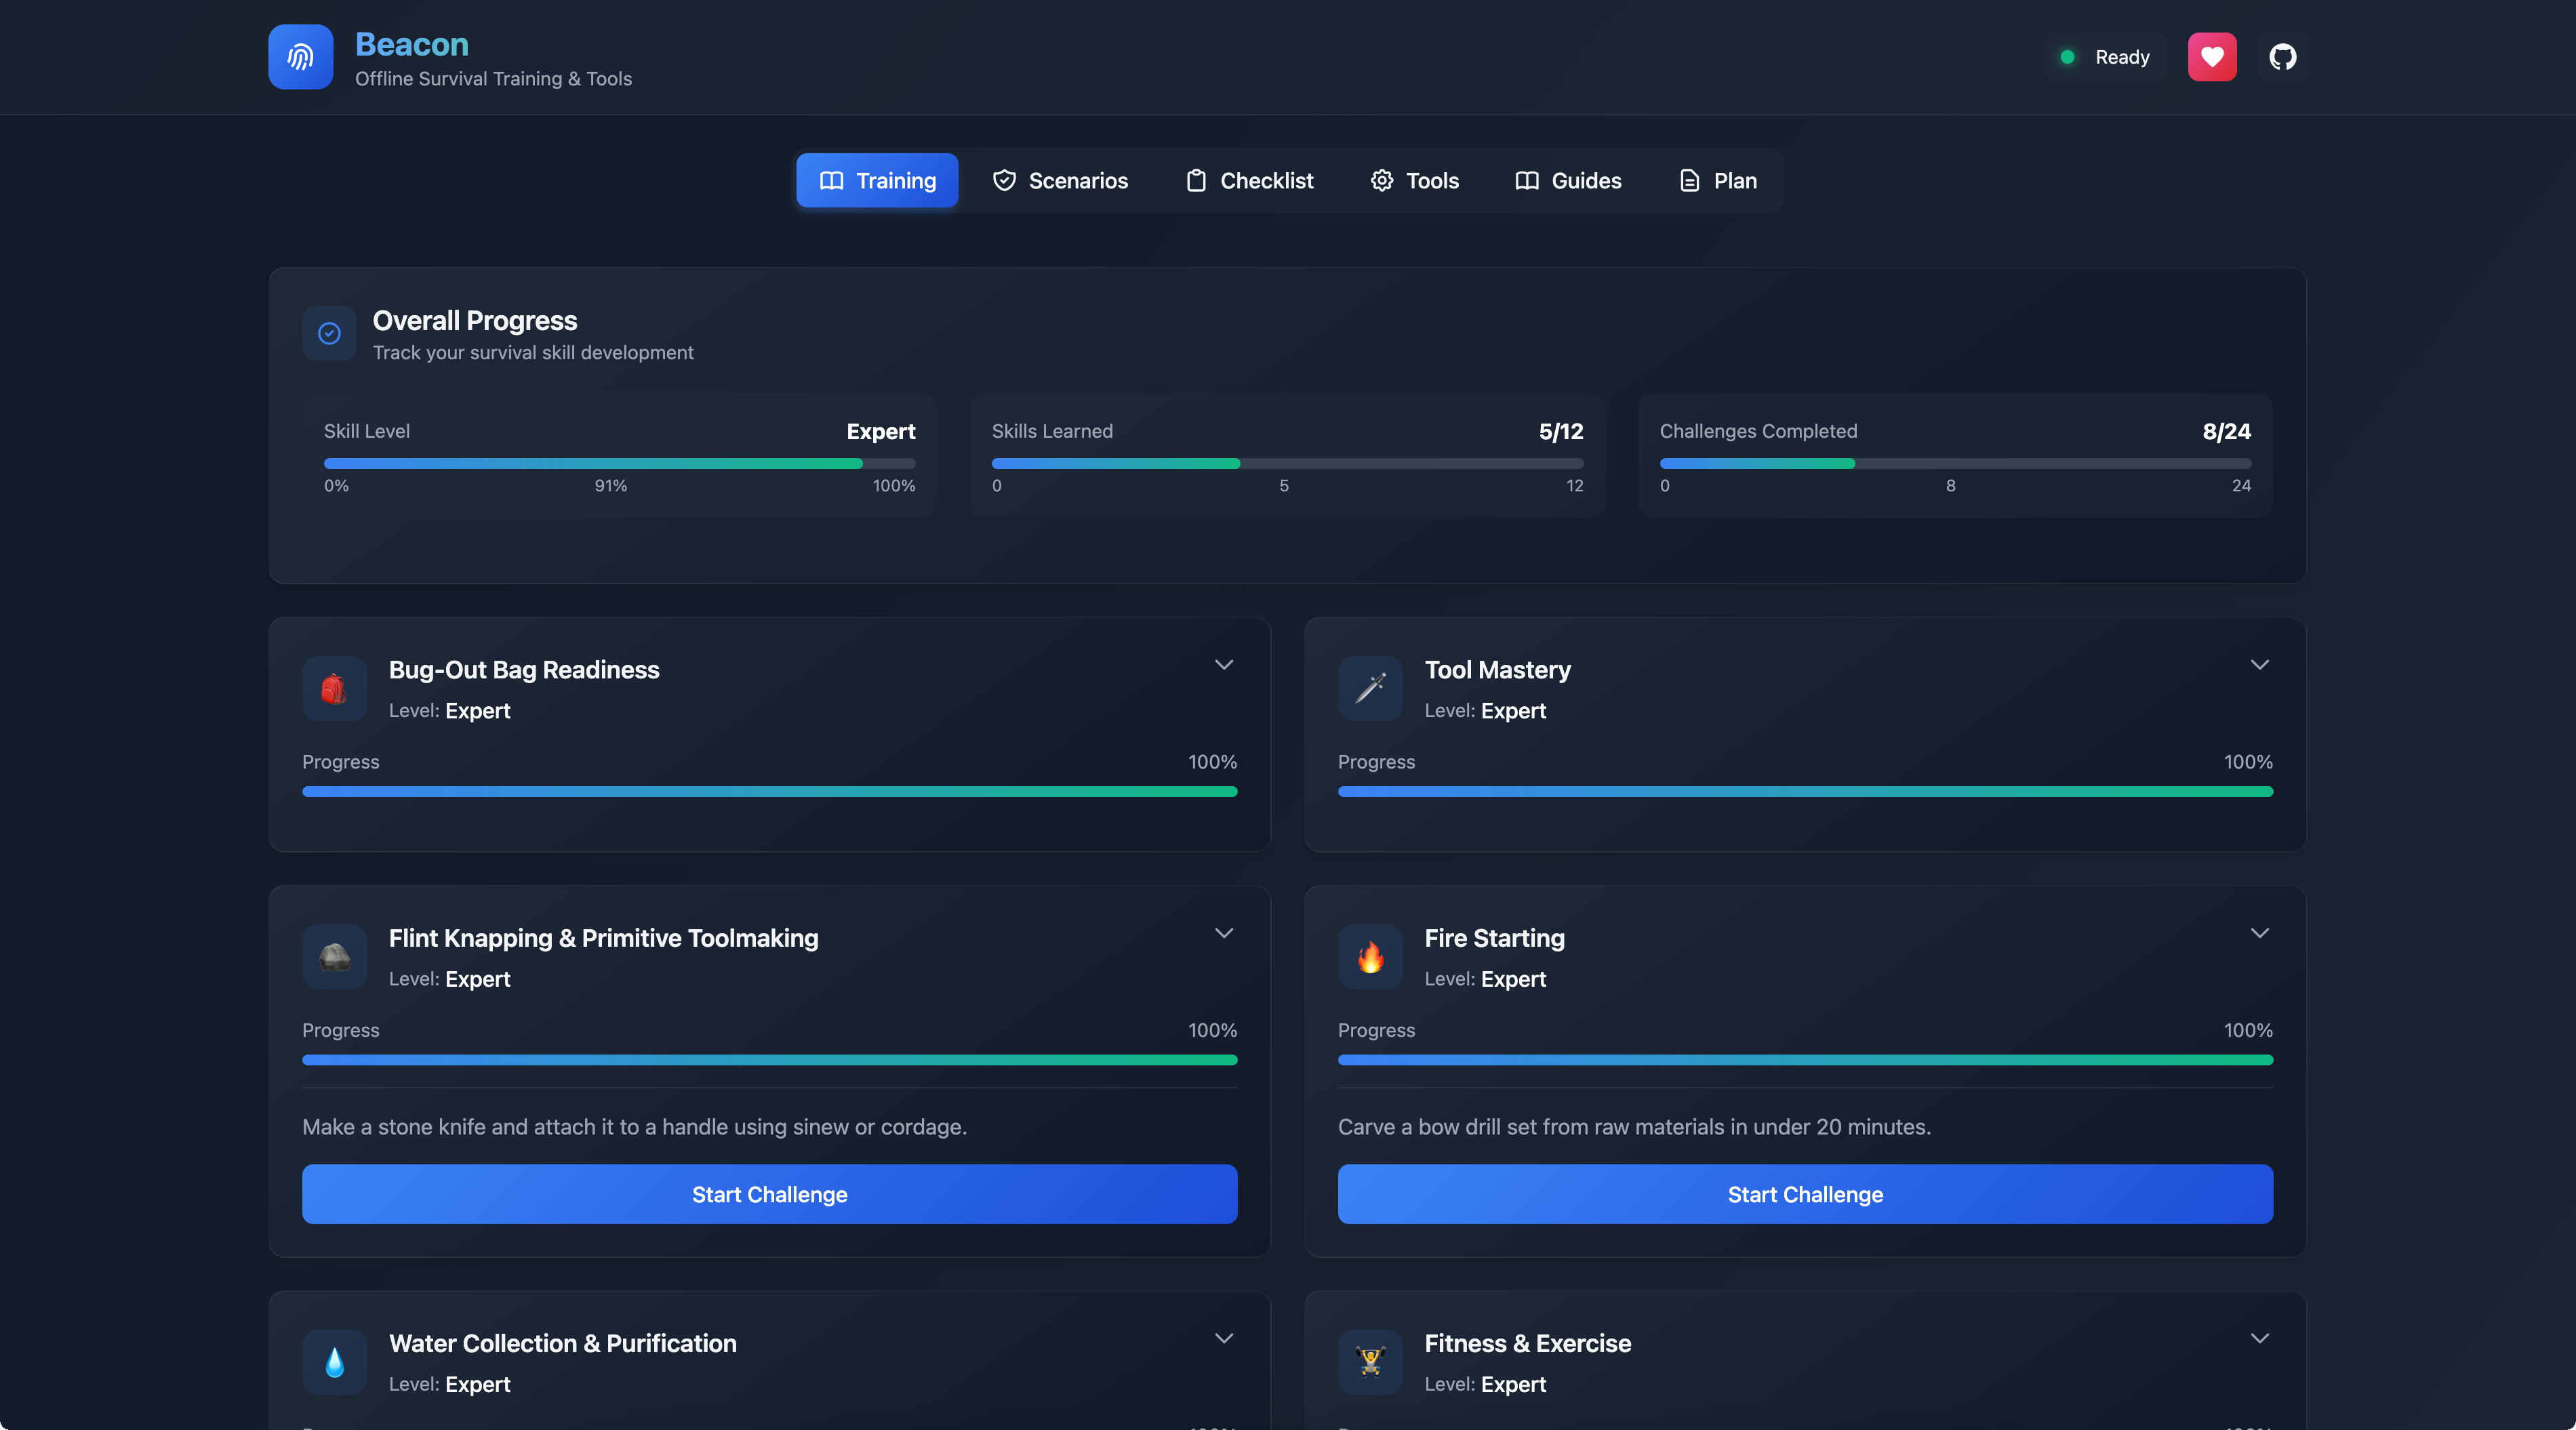 Beacon
Offline Survival Training & Tools
Ready
Training
Scenarios
Checklist
Tools
Guides
Plan
Overall Progress
Track your survival skill development
Skill Level
Expert
0%
91%
100%
Skills Learned
5/12
0
5
12
Challenges Completed
8/24
0
8
24
Bug-Out Bag Readiness
Level: Expert
Progress
100%
Tool Mastery
Level: Expert
Progress
100%
Flint Knapping & Primitive Toolmaking
Level: Expert
Progress
100%
Make a stone knife and attach it to a handle using sinew or cordage.
Start Challenge
Fire Starting
Level: Expert
Progress
100%
Carve a bow drill set from raw materials in under 20 minutes.
Start Challenge
Water Collection & Purification
Level: Expert
Fitness & Exercise
Level: Expert